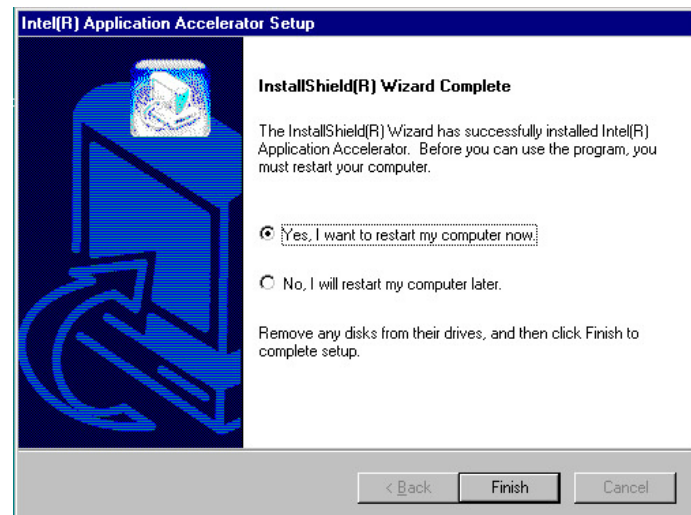 Intel(R) Application Accelerator Setup
InstallShield(R) Wizard Complete
The InstallShield(R) Wizard has successfully installed Intel(R)
Application Accelerator. Before you can use the program, you
must restart your computer.
Yes, I want to restart my computer now.
No, I will restart my computer later.
Remove any disks from their drives, and then click Finish to
complete setup.
< Back Finish Cancel